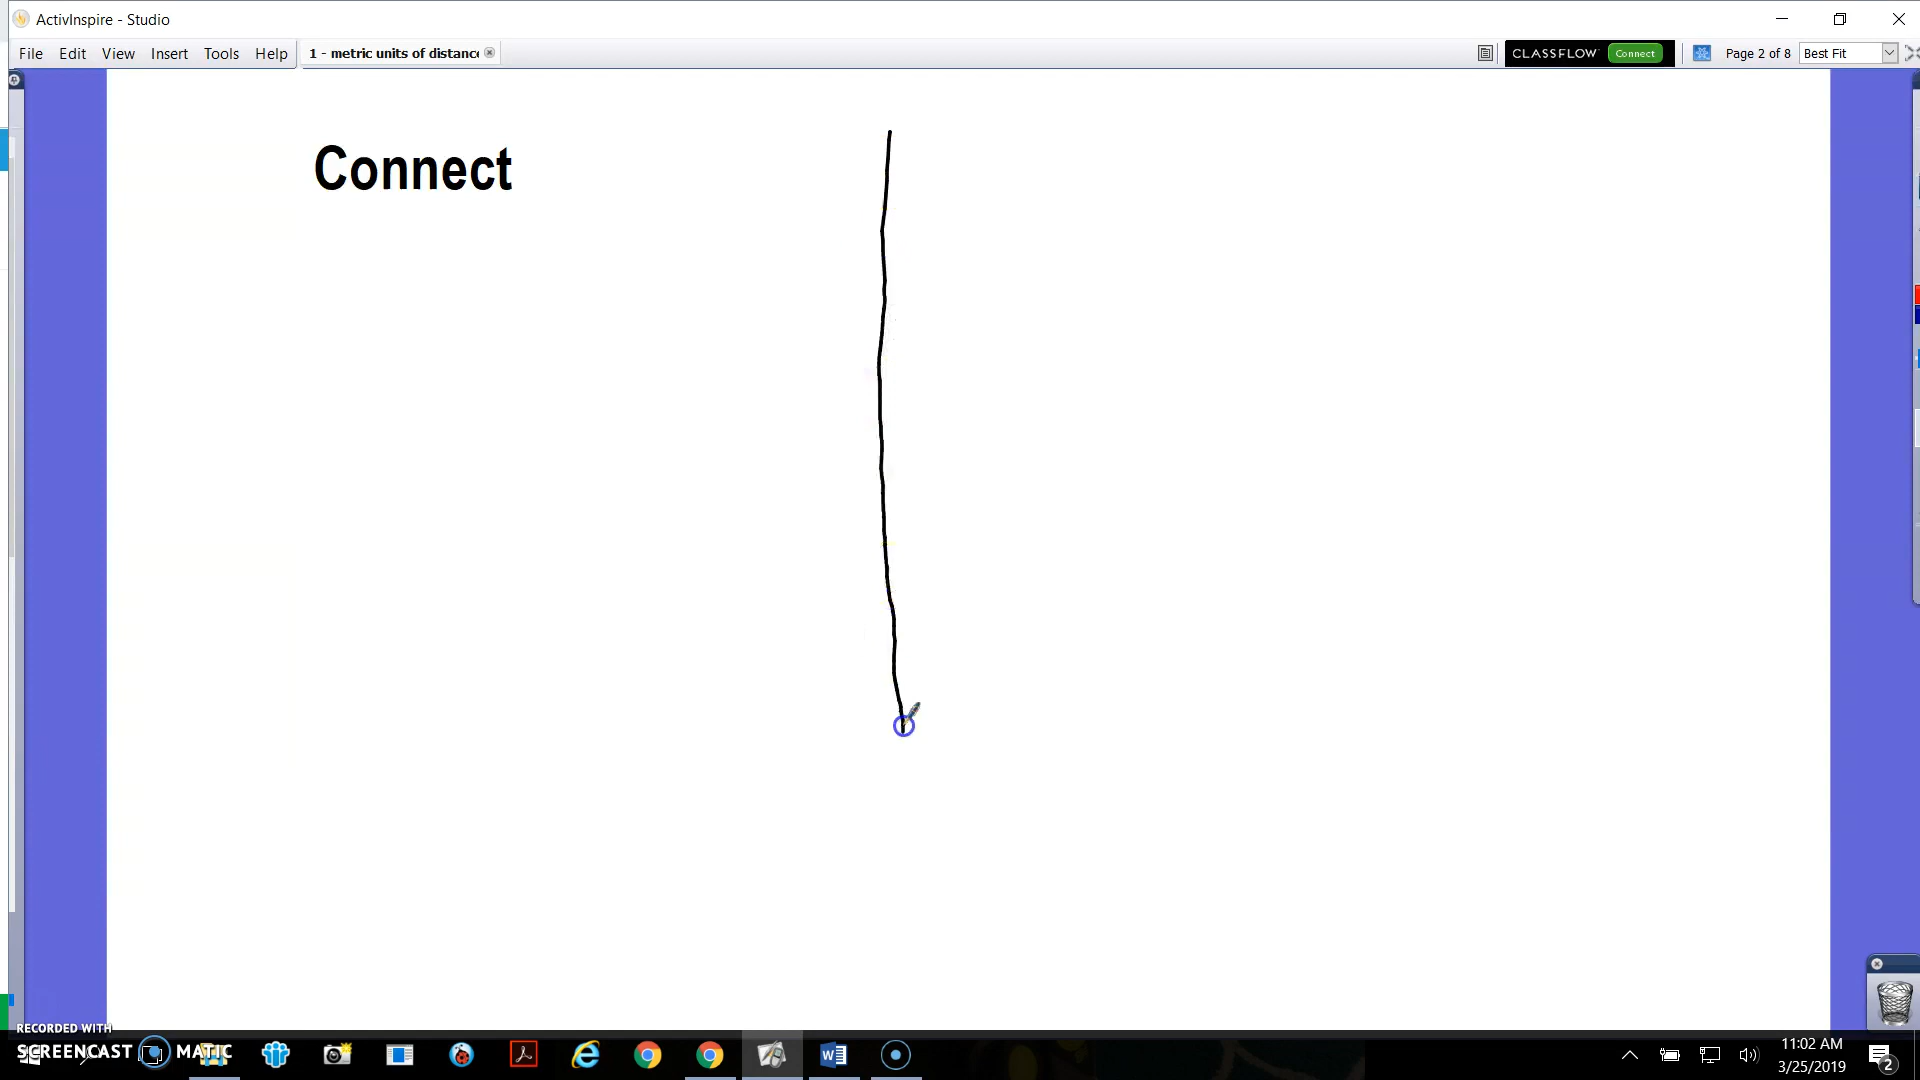 ActivInspire - Studio
File Edit View Insert Tools Help 1 - metric units of distanc CLASSFLOW Connect Page 2 of 8 Best Fit
Connect
RECORDED WITH
SCREENCAST MATIC
11:02 AM
3/25/2019
2